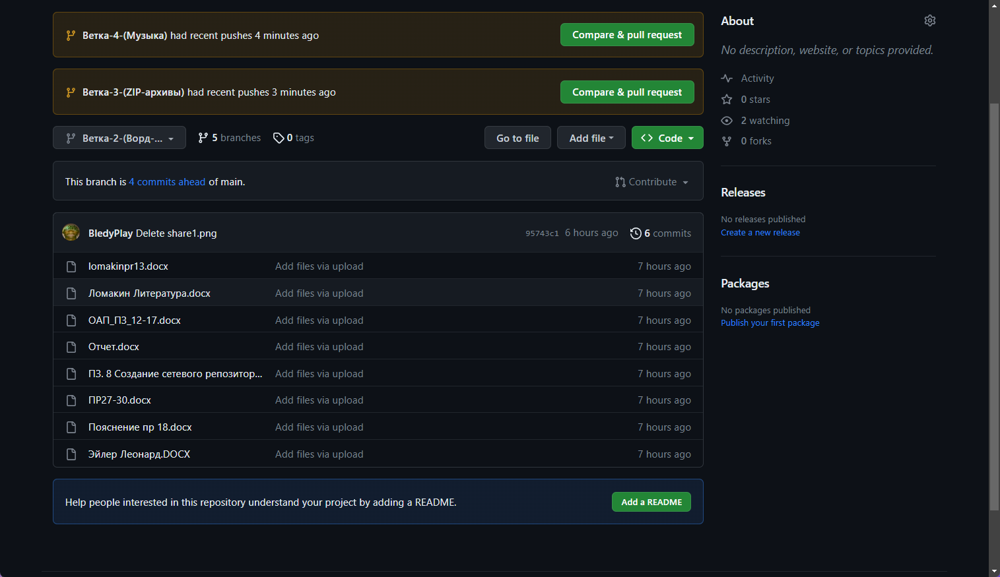 Ветка-4-(Музыка) had recent pushes 4 minutes ago
Compare & pull request
Ветка-3-(ZIP-архивы) had recent pushes 3 minutes ago
Compare & pull request
Ветка-2-(Ворд-...
5 branches
0 tags
Go to file
Add file
Code
This branch is 4 commits ahead of main.
Contribute
BledyPlay Delete share1.png
95743c1 6 hours ago
6 commits
lomakinpr13.docx Add files via upload 7 hours ago
Ломакин Литература.docx Add files via upload 7 hours ago
ОАП_ПЗ_12-17.docx Add files via upload 7 hours ago
Отчет.docx Add files via upload 7 hours ago
ПЗ. 8 Создание сетевого репозитор... Add files via upload 7 hours ago
ПР27-30.docx Add files via upload 7 hours ago
Пояснение пр 18.docx Add files via upload 7 hours ago
Эйлер Леонард.DOCX Add files via upload 7 hours ago
Help people interested in this repository understand your project by adding a README.
Add a README
About
No description, website, or topics provided.
Activity
0 stars
2 watching
0 forks
Releases
No releases published
Create a new release
Packages
No packages published
Publish your first package